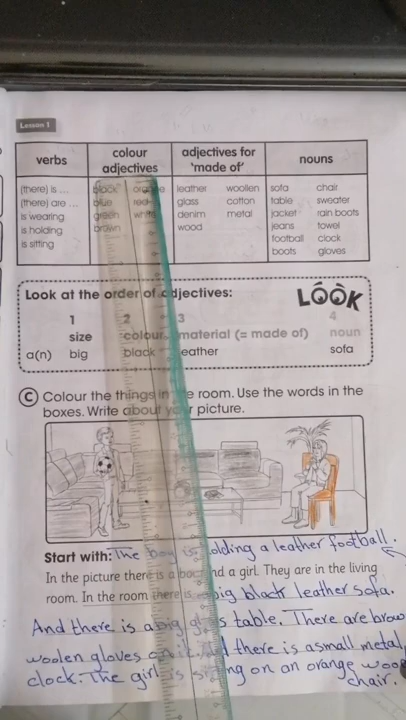 Lesson 1
verbs colour adjectives adjectives for 'made of' nouns
(there) is ... black orange leather woollen sofa chair
(there) are ... blue red glass cotton table sweater
is wearing green white denim metal jacket rain boots
is holding brown wood jeans towel
is sitting football clock
boots gloves
Look at the order of adjectives: LOOK
1 2 3 4
size colour material (= made of) noun
a(n) big black leather sofa
C Colour the things in the room. Use the words in the
boxes. Write about your picture.
Start with: The boy is holding a leather football.
In the picture there is a boy and a girl. They are in the living
room. In the room there is a big black leather sofa.
And there is a big glass table. There are brow
woolen gloves on it. And there is asmall metal
clock. The girl is sitting on an orange wood
chair.